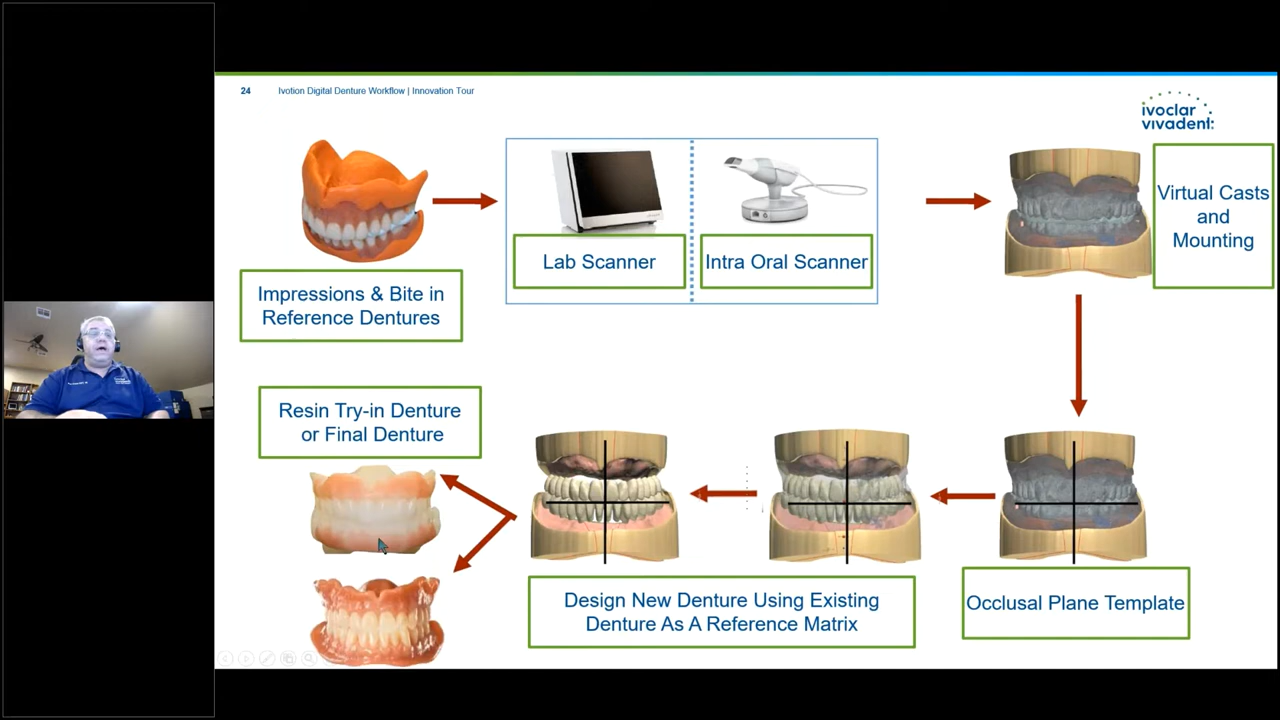 24 Ivotion Digital Denture Workflow | Innovation Tour
ivoclar
vivadent:
Impressions & Bite in
Reference Dentures
Lab Scanner
Intra Oral Scanner
Virtual Casts
and
Mounting
Resin Try-in Denture
or Final Denture
Design New Denture Using Existing
Denture As A Reference Matrix
Occlusal Plane Template